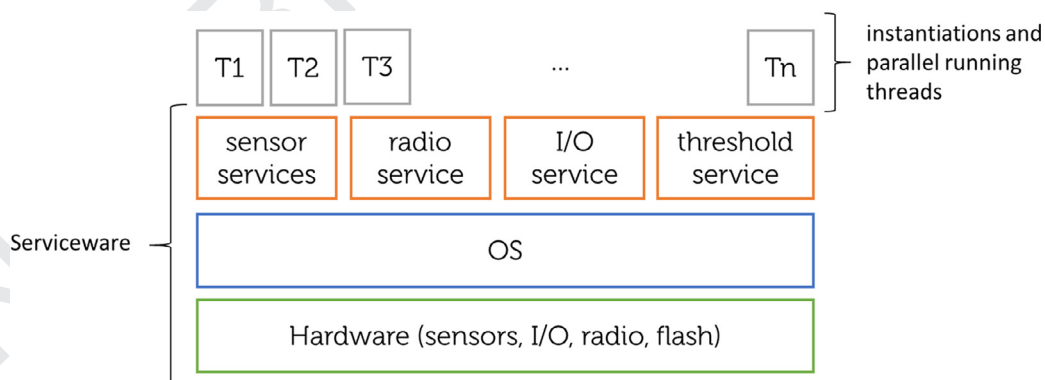 instantiations and
parallel running
threads
T1 T2 T3 ... Tn
sensor
services
radio
service
I/O
service
threshold
service
Serviceware
OS
Hardware (sensors, I/O, radio, flash)